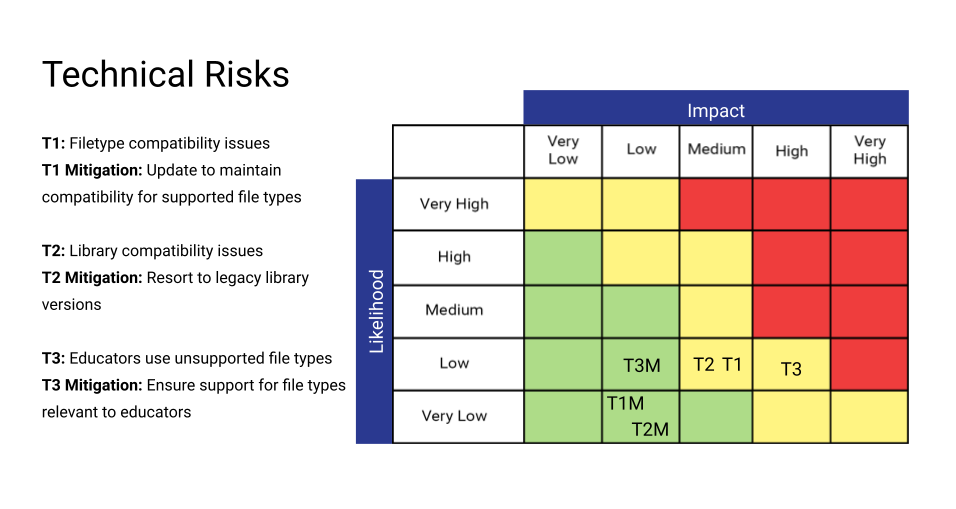 Technical Risks
T1: Filetype compatibility issues
T1 Mitigation: Update to maintain
compatibility for supported file types
T2: Library compatibility issues
T2 Mitigation: Resort to legacy library
versions
T3: Educators use unsupported file types
T3 Mitigation: Ensure support for file types
relevant to educators
Impact
Very
Low
Low
Medium
High
Very
High
Likelihood
Very High
High
Medium
Low
T3M
T2 T1
T3
Very Low
T1M
T2M